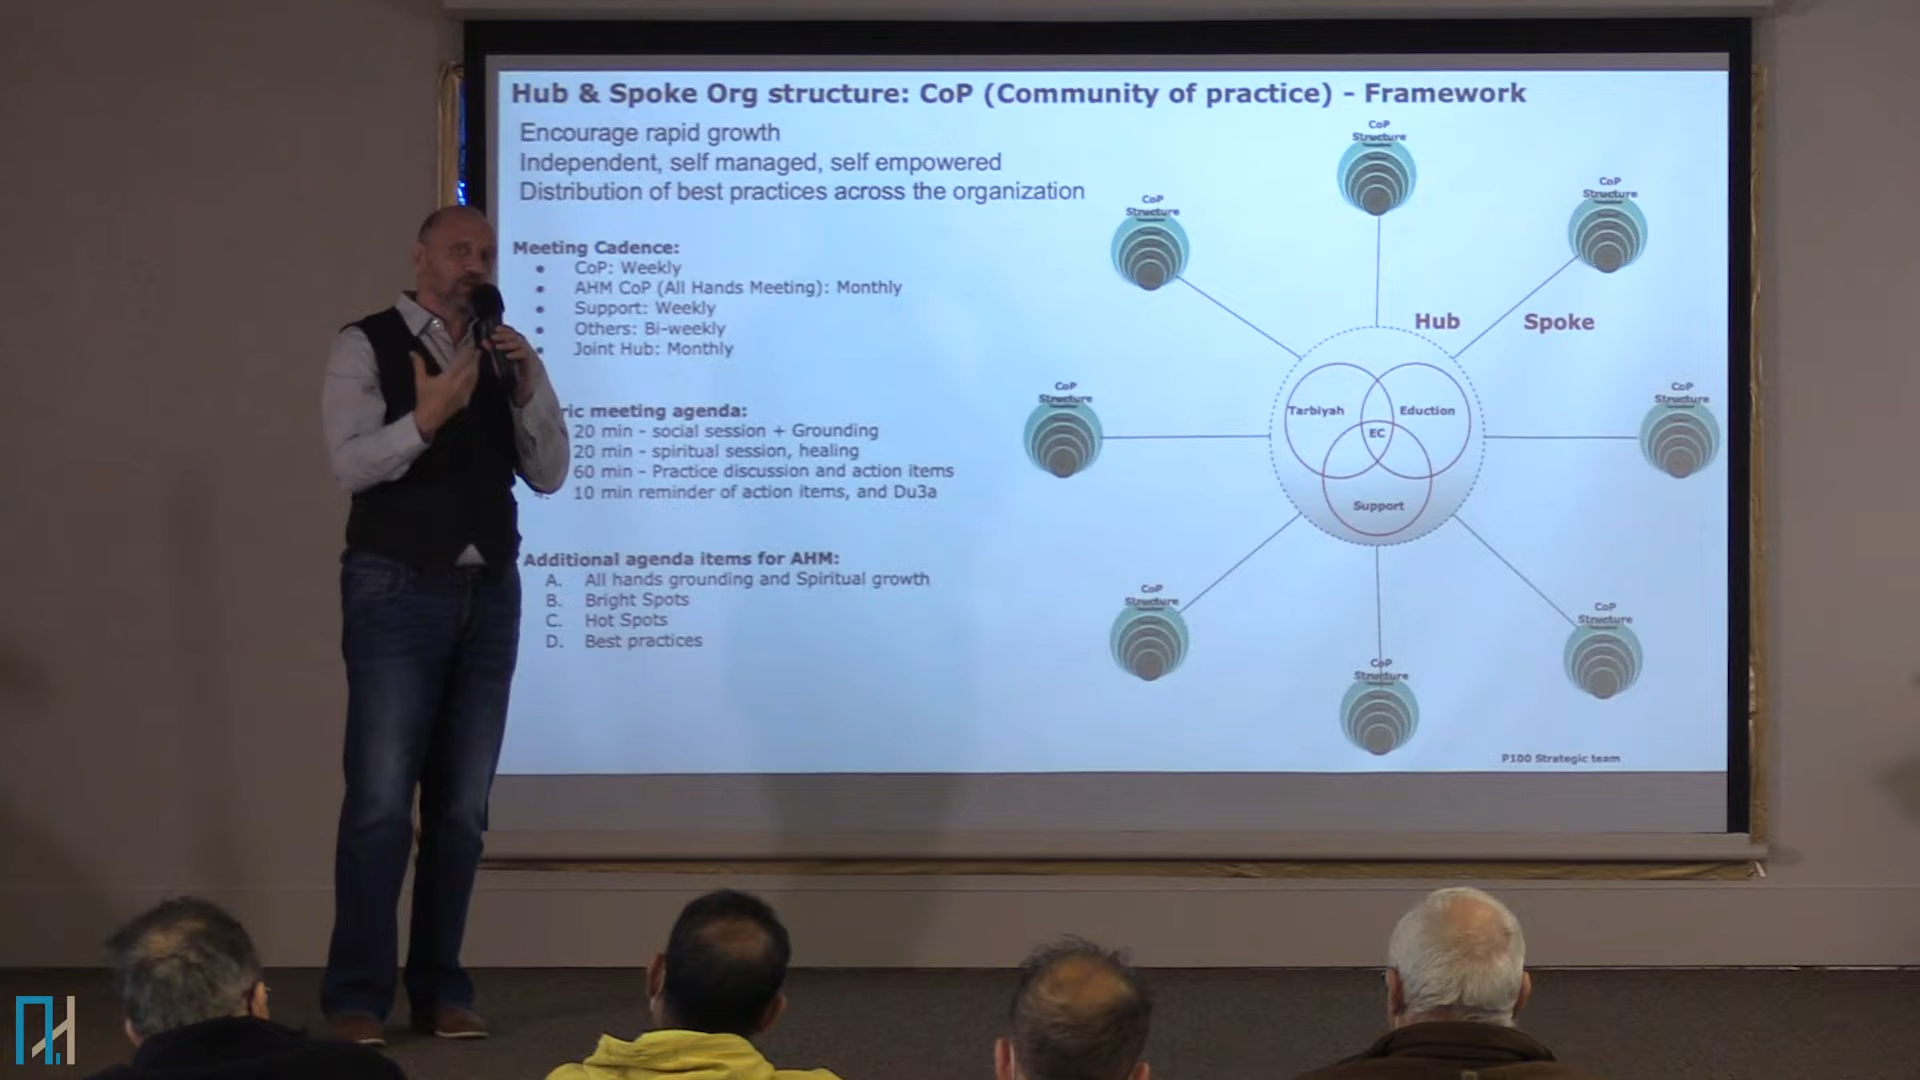 Hub & Spoke Org structure: CoP (Community of practice) - Framework
Encourage rapid growth
Independent, self managed, self empowered
Distribution of best practices across the organization
Meeting Cadence:
CoP: Weekly
AHM CoP (All Hands Meeting): Monthly
Support: Weekly
Others: Bi-weekly
Joint Hub: Monthly
ric meeting agenda:
20 min - social session + Grounding
20 min - spiritual session, healing
60 min - Practice discussion and action items
4. 10 min reminder of action items, and Du3a
Additional agenda items for AHM:
A. All hands grounding and Spiritual growth
B. Bright Spots
C. Hot Spots
D. Best practices
CoP
Structure
CoP
Structure
CoP
Structure
Hub
Spoke
CoP
Structure
CoP
Structure
Tarbiyah
Eduction
EC
Support
CoP
Structure
CoP
Structure
CoP
Structure
P100 Strategic team